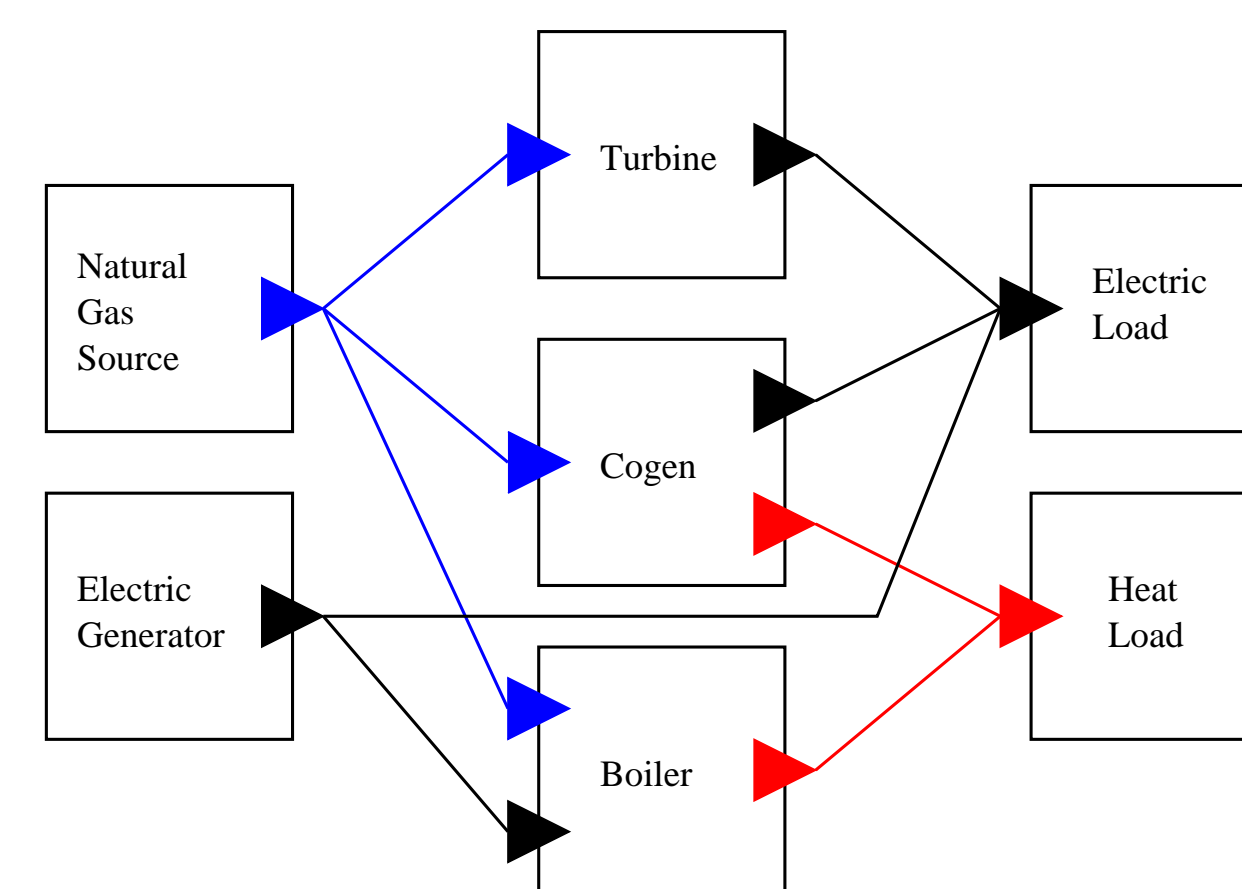 Turbine
Natural
Gas
Source
Electric
Load
Cogen
Electric
Generator
Heat
Load
Boiler